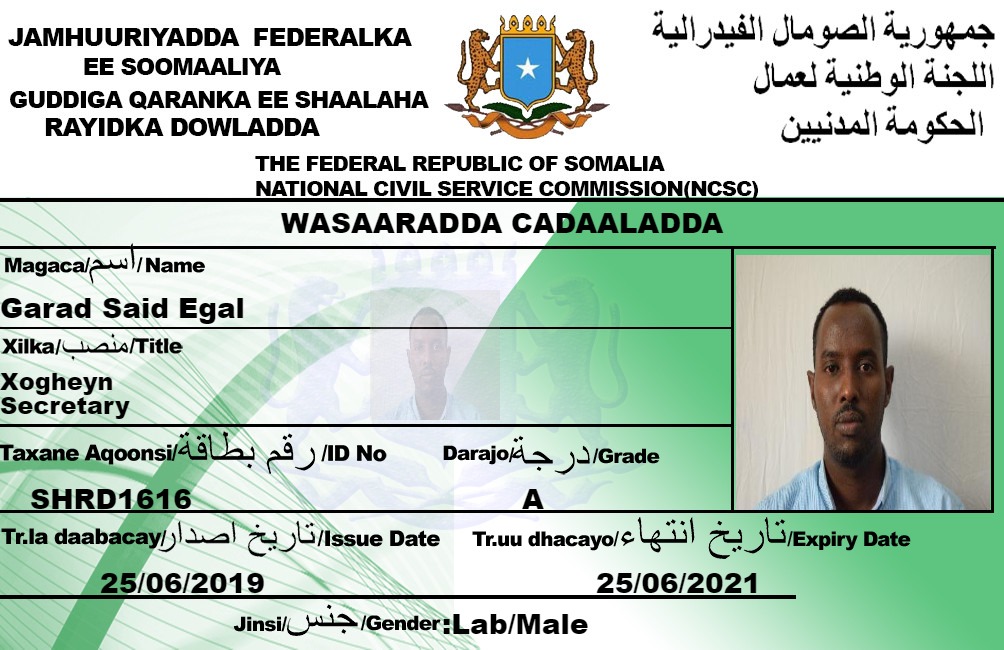 JAMHUURIYADDA FEDERALKA
EE SOOMAALIYA
GUDDIGA QARANKA EE SHAALAHA
RAYIDKA DOWLADDA
جمهورية الصومال الفيدرالية
اللجنة الوطنية لعمال
الحكومة المدنيين
THE FEDERAL REPUBLIC OF SOMALIA
NATIONAL CIVIL SERVICE COMMISSION(NCSC)
WASAARADDA CADAALADDA
Magaca/اسم/Name
Garad Said Egal
Xilka/منصب/Title
Xogheyn
Secretary
Taxane Aqoonsi/رقم بطاقة/ID No
Darajo/درجة/Grade
SHRD1616
A
Tr.la daabacay/تاريخ اصدار/Issue Date
Tr.uu dhacayo/تاريخ انتهاء/Expiry Date
25/06/2019
25/06/2021
Jinsi/جنس/Gender:Lab/Male